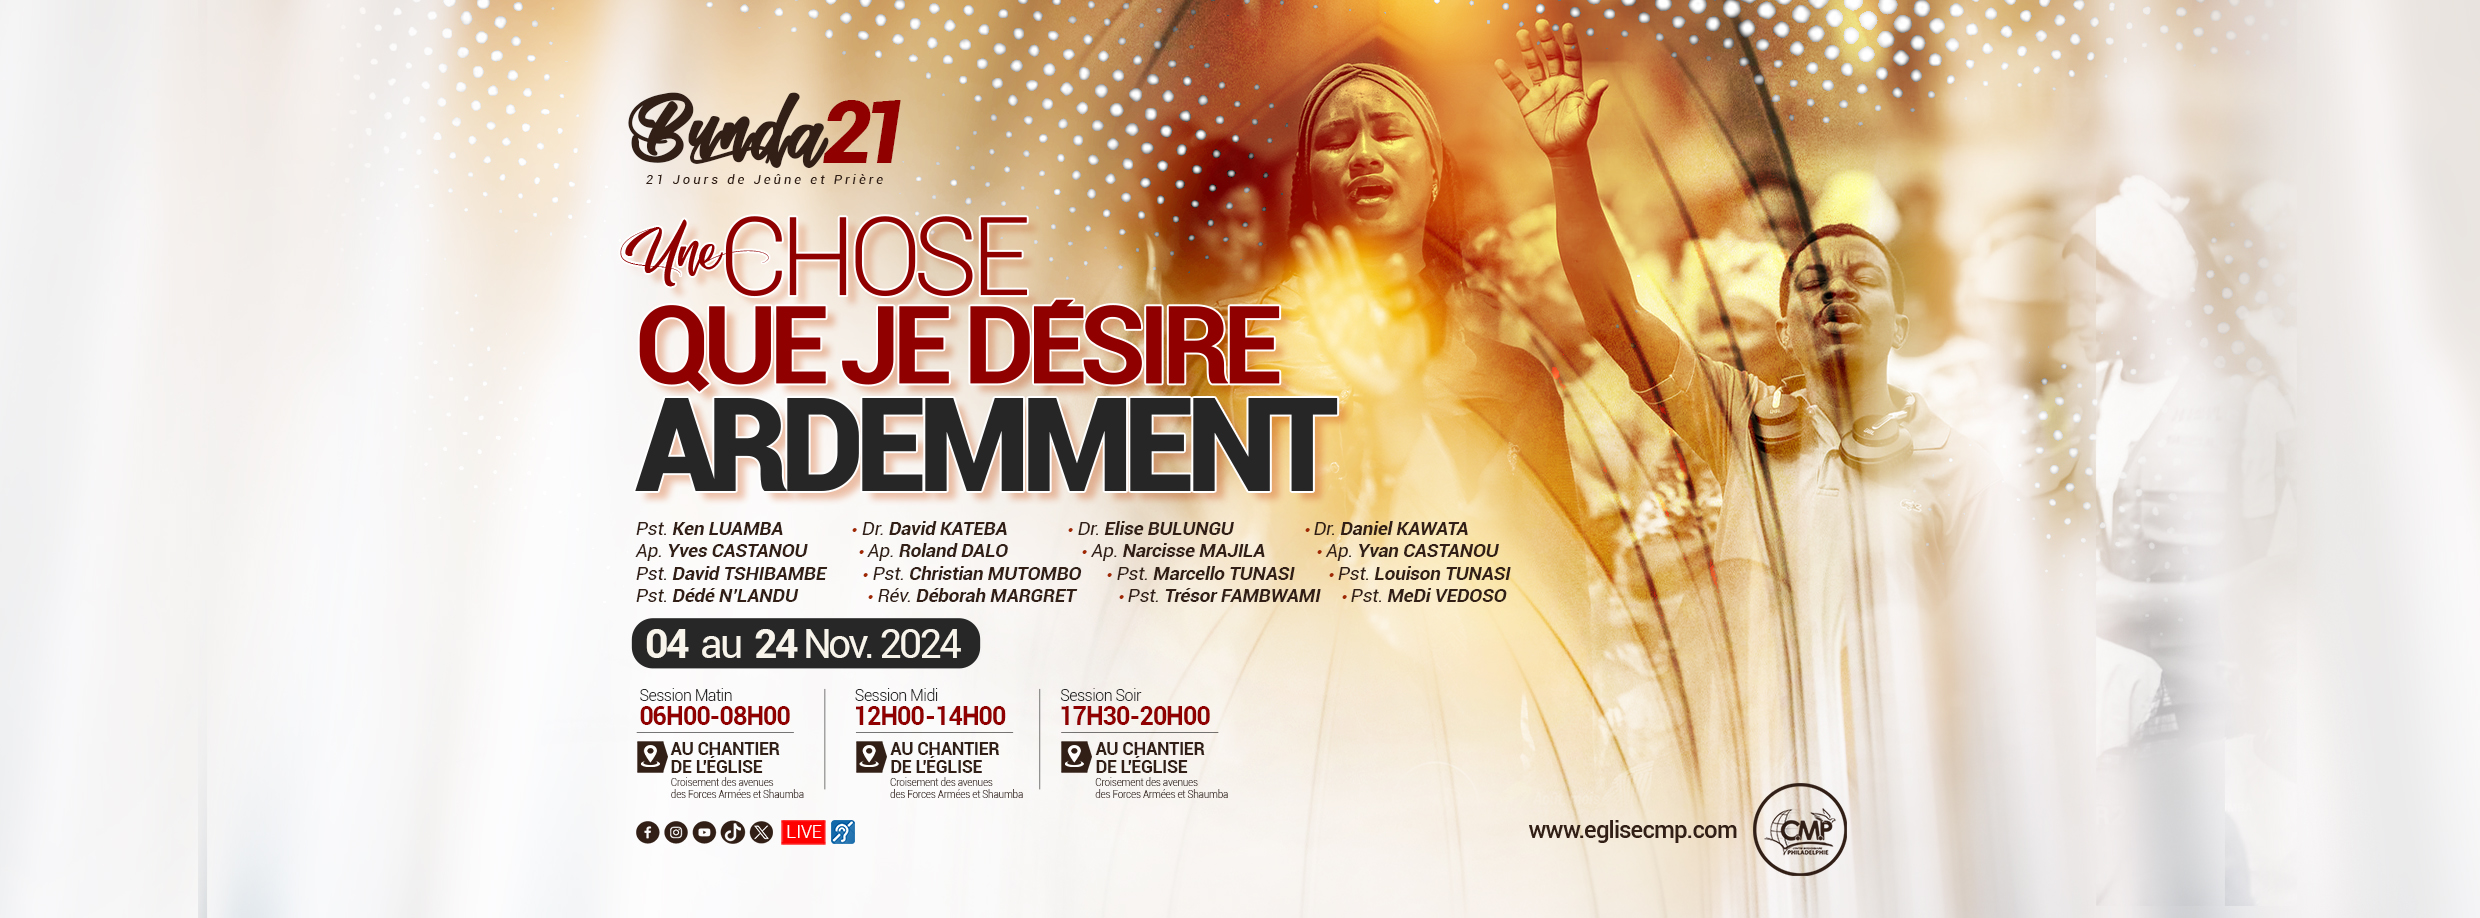 Bunda21
21 Jours de Jeûne et Prière
Une CHOSE
QUE JE DÉSIRE
ARDEMMENT
Pst. Ken LUAMBA • Dr. David KATEBA • Dr. Elise BULUNGU • Dr. Daniel KAWATA
Ap. Yves CASTANOU • Ap. Roland DALO • Ap. Narcisse MAJILA • Ap. Yvan CASTANOU
Pst. David TSHIBAMBE • Pst. Christian MUTOMBO • Pst. Marcello TUNASI • Pst. Louison TUNASI
Pst. Dédé N'LANDU • Rév. Déborah MARGRET • Pst. Trésor FAMBWAMI • Pst. MeDi VEDOSO
04 au 24 Nov. 2024
Session Matin
06H00-08H00
AU CHANTIER
DE L'ÉGLISE
Croisement des avenues
des Forces Armées et Shaumba
Session Midi
12H00-14H00
AU CHANTIER
DE L'ÉGLISE
Croisement des avenues
des Forces Armées et Shaumba
Session Soir
17H30-20H00
AU CHANTIER
DE L'ÉGLISE
Croisement des avenues
des Forces Armées et Shaumba
LIVE
www.eglisecmp.com
C.M.P
PHILADELPHIE